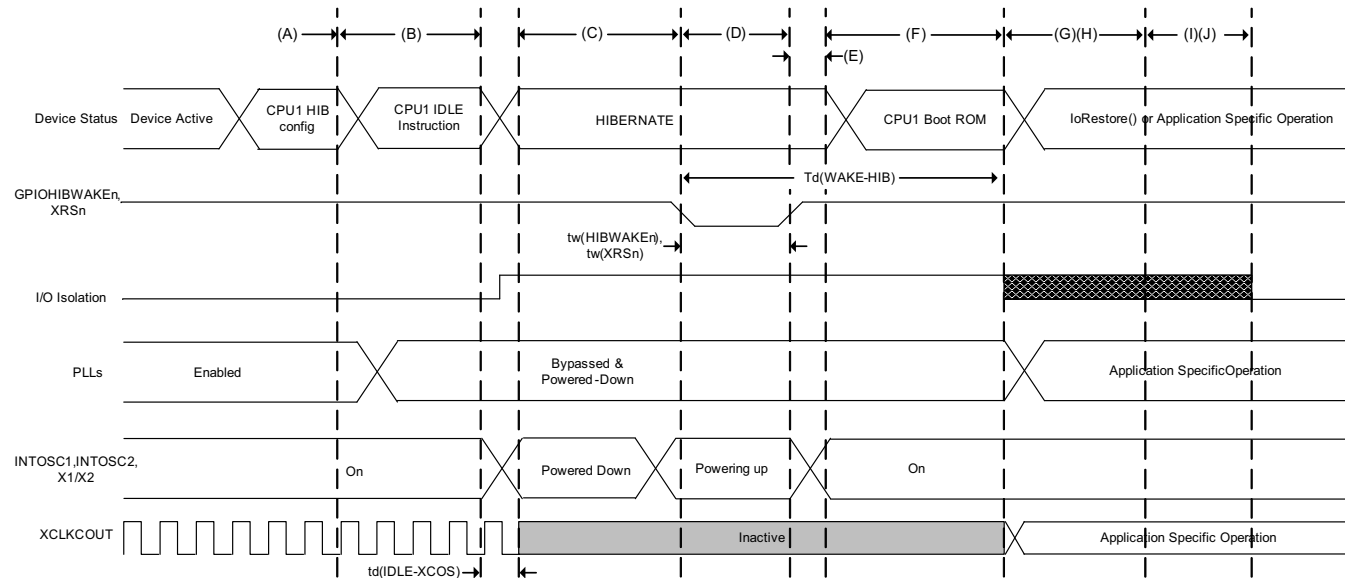 (A)
(B)
(C)
(D)
(E)
(F)
(G)(H)
(I)(J)
Device Status
Device Active
CPU1 HIB
config
CPU1 IDLE
Instruction
HIBERNATE
CPU1 Boot ROM
IoRestore() or Application Specific Operation
Td(WAKE-HIB)
GPIOHIBWAKEn,
XRSn
tw(HIBWAKEn),
tw(XRSn)
I/O Isolation
PLLs
Enabled
Bypassed &
Powered-Down
Application SpecificOperation
INTOSC1,INTOSC2,
X1/X2
On
Powered Down
Powering up
On
XCLKCOUT
Inactive
Application Specific Operation
td(IDLE-XCOS)